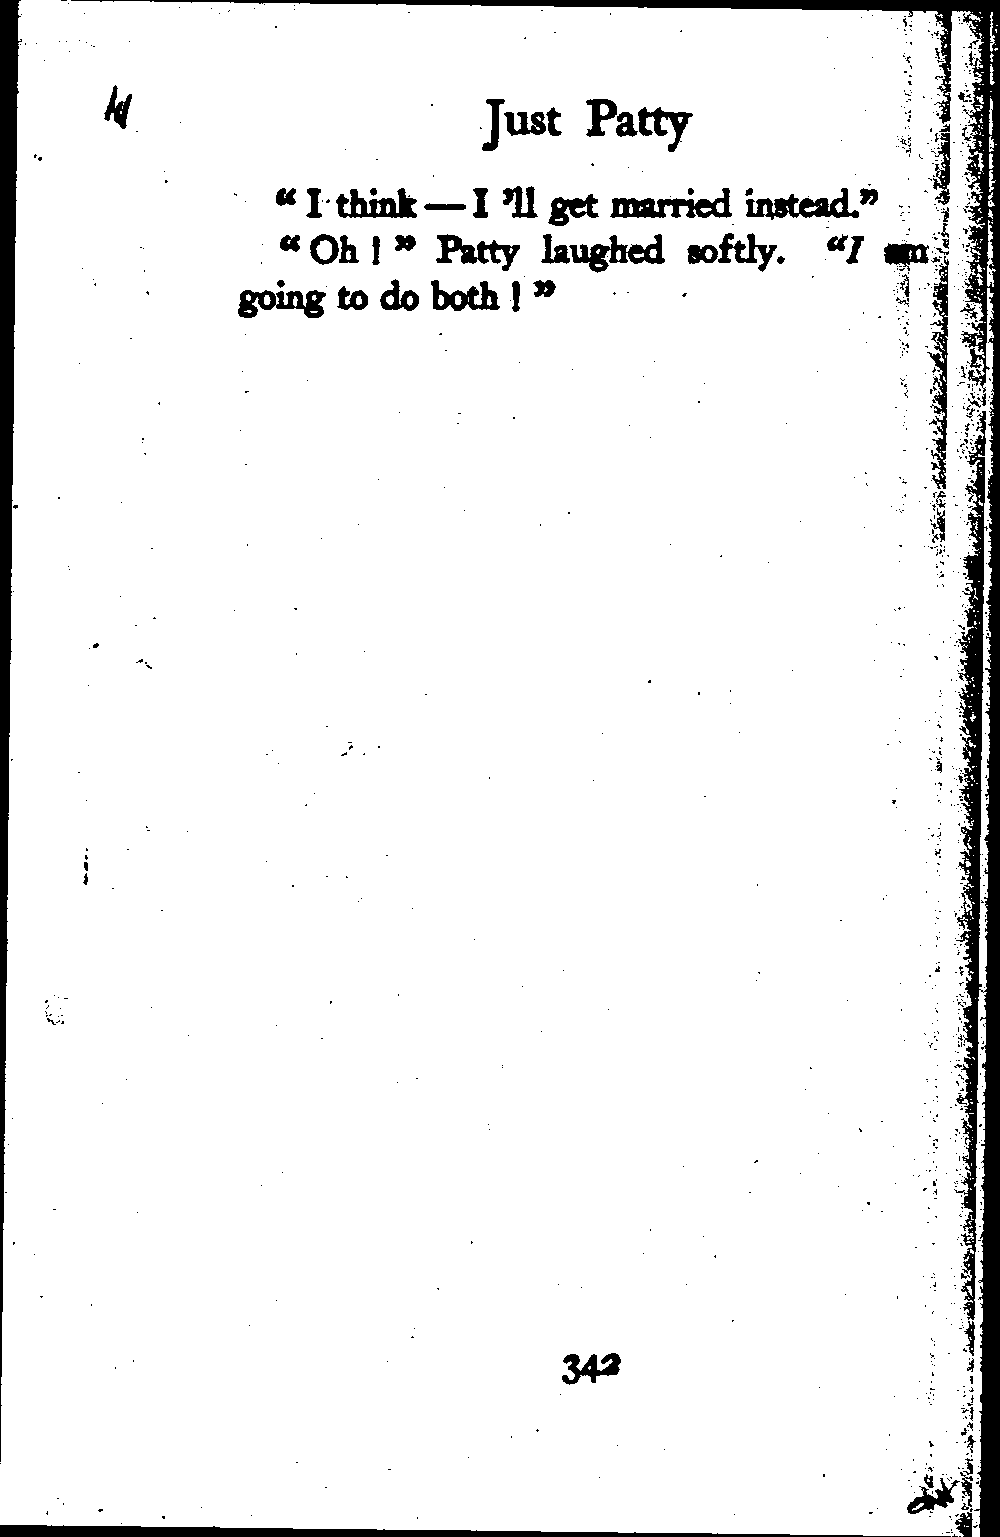 Just Patty
“ I think — I ’ll get married instead.”
“ Oh ! ” Patty laughed softly. “I am
going to do both ! ”
342